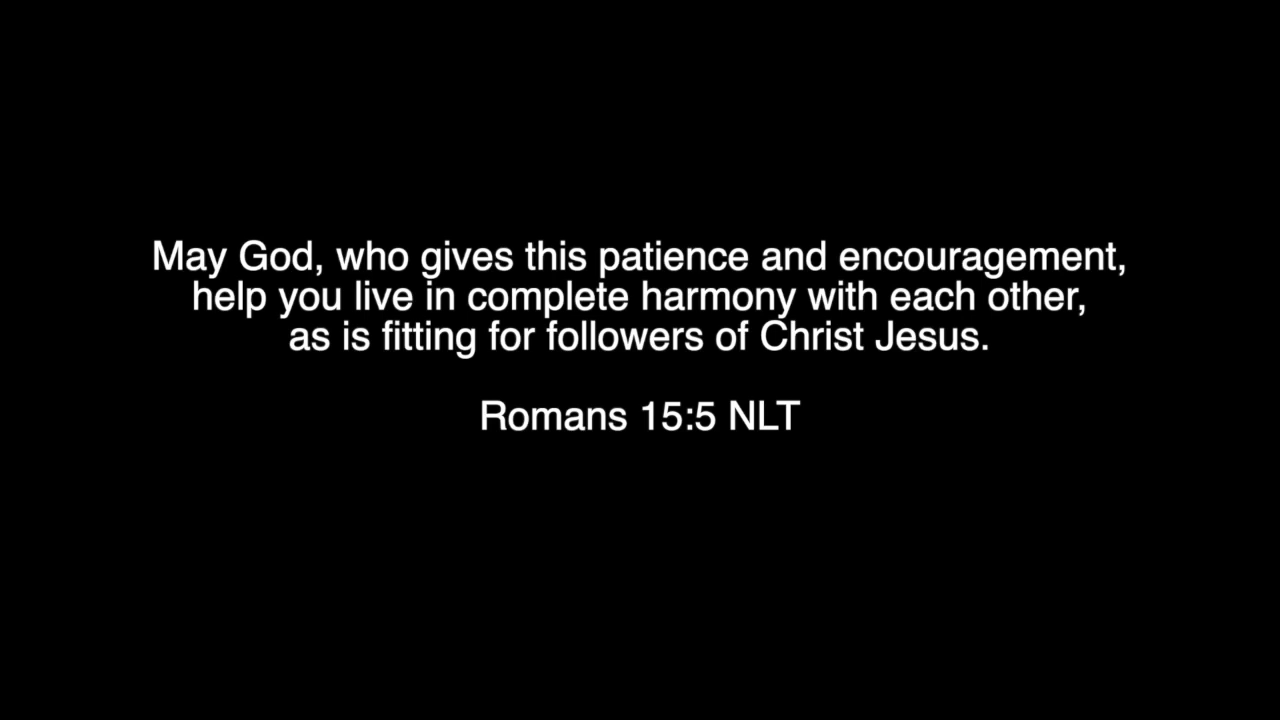 May God, who gives this patience and encouragement,
help you live in complete harmony with each other,
as is fitting for followers of Christ Jesus.
Romans 15:5 NLT